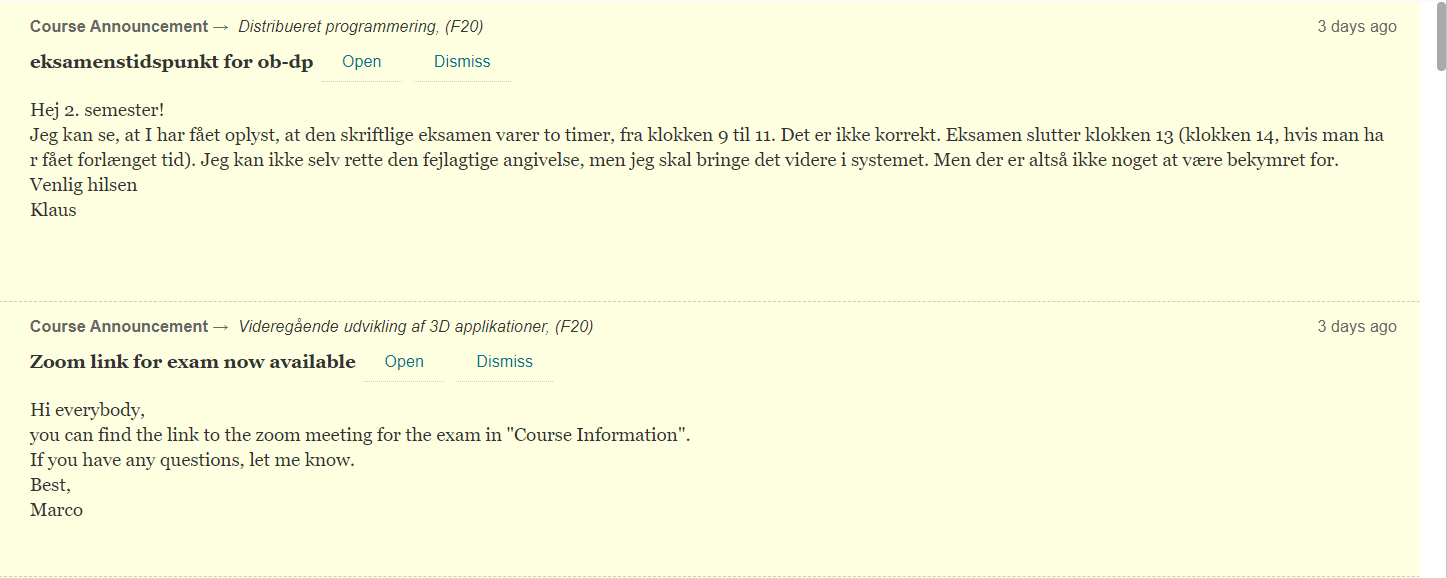 Course Announcement → Distribueret programmering, (F20) 3 days ago
eksamenstidspunkt for ob-dp Open Dismiss
Hej 2. semester!
Jeg kan se, at I har fået oplyst, at den skriftlige eksamen varer to timer, fra klokken 9 til 11. Det er ikke korrekt. Eksamen slutter klokken 13 (klokken 14, hvis man ha
r fået forlænget tid). Jeg kan ikke selv rette den fejlagtige angivelse, men jeg skal bringe det videre i systemet. Men der er altså ikke noget at være bekymret for.
Venlig hilsen
Klaus
Course Announcement → Videregående udvikling af 3D applikationer, (F20) 3 days ago
Zoom link for exam now available Open Dismiss
Hi everybody,
you can find the link to the zoom meeting for the exam in "Course Information".
If you have any questions, let me know.
Best,
Marco